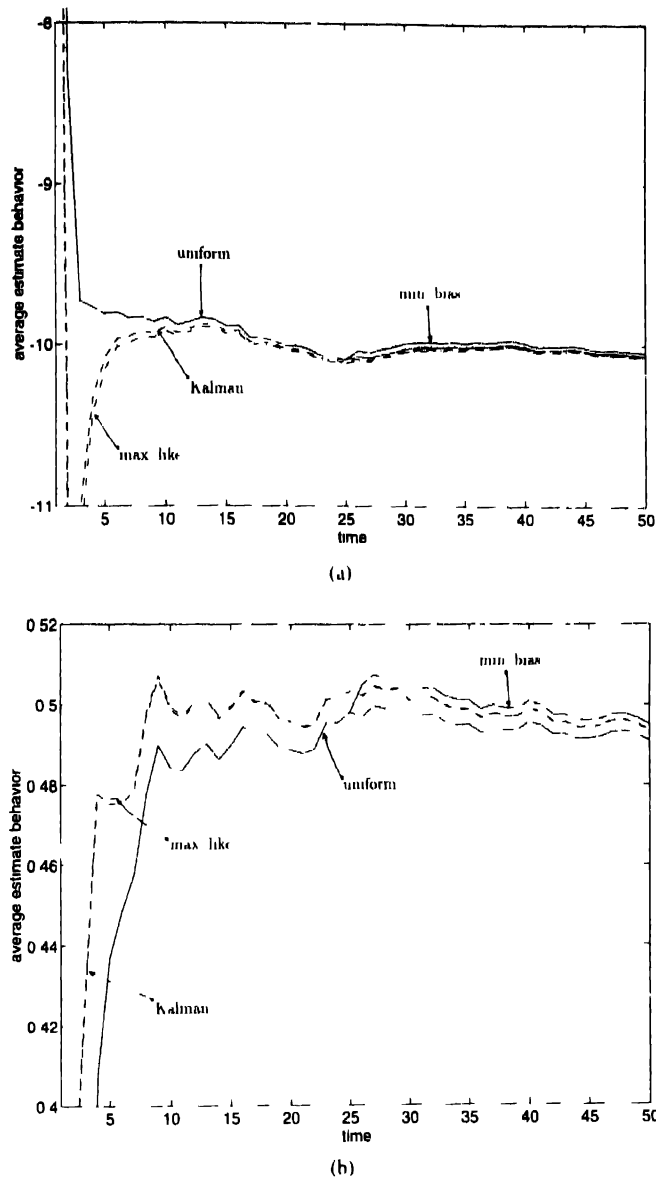 -8
-9
-10
-11
average estimate behavior
uniform
min bias
Kalman
max like
5 10 15 20 25 30 35 40 45 50
time
(a)
0 52
0 5
0 48
0 46
0 44
0 42
0 4
average estimate behavior
min bias
uniform
max like
Kalman
5 10 15 20 25 30 35 40 45 50
time
(b)